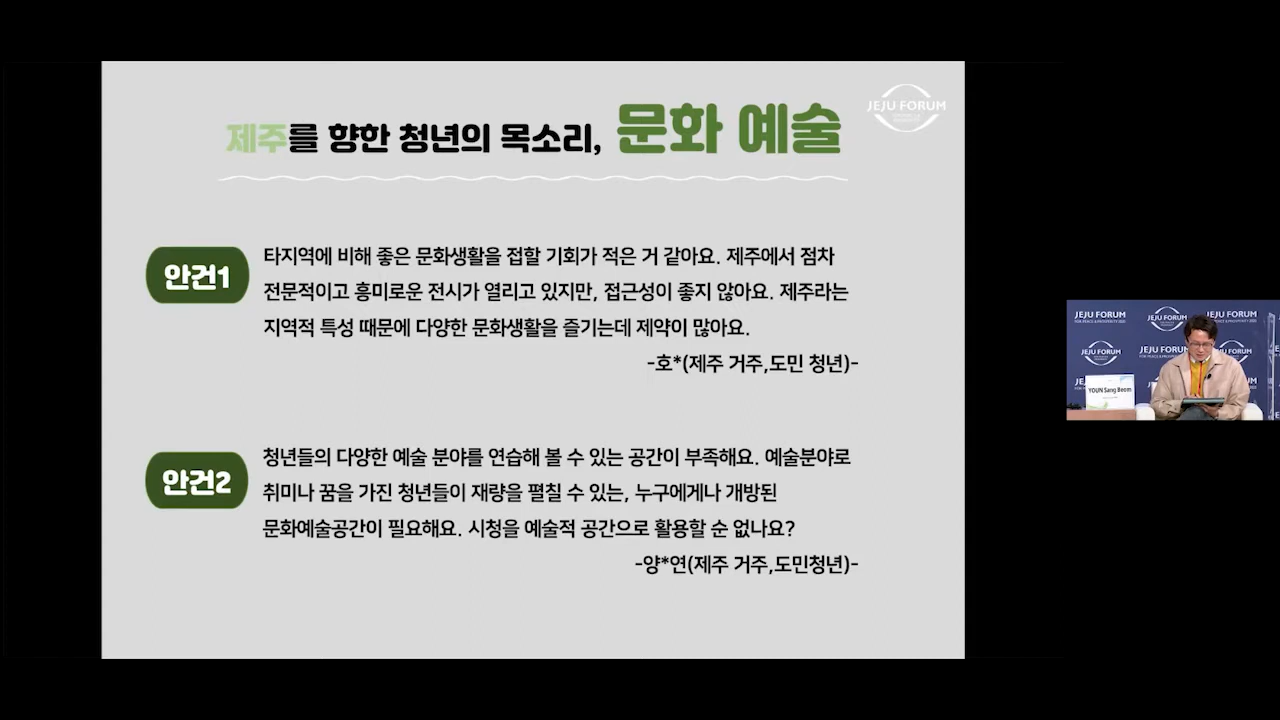 제주를 향한 청년의 목소리, 문화 예술
JEJU FORUM
안건1
타지역에 비해 좋은 문화생활을 접할 기회가 적은 거 같아요. 제주에서 점차
전문적이고 흥미로운 전시가 열리고 있지만, 접근성이 좋지 않아요. 제주라는
지역적 특성 때문에 다양한 문화생활을 즐기는데 제약이 많아요.
-호*(제주 거주,도민 청년)-
안건2
청년들의 다양한 예술 분야를 연습해 볼 수 있는 공간이 부족해요. 예술분야로
취미나 꿈을 가진 청년들이 재량을 펼칠 수 있는, 누구에게나 개방된
문화예술공간이 필요해요. 시청을 예술적 공간으로 활용할 순 없나요?
-양*연(제주 거주,도민청년)-
JEJU FORUM
JEJU FORUM
JEJU FORUM
JEJU FORUM
YOUN Sang Beom